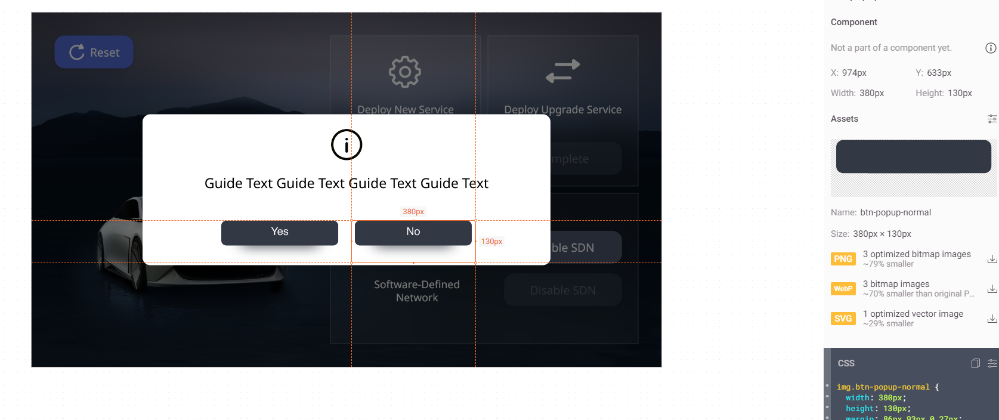 Reset
Deploy New Service
Deploy Upgrade Service
mplete
Guide Text Guide Text Guide Text Guide Text
380px
Yes
No
130px
ble SDN
Software-Defined
Network
Disable SDN
Component
Not a part of a component yet.
X: 974px
Y: 633px
Width: 380px
Height: 130px
Assets
Name: btn-popup-normal
Size: 380px × 130px
PNG
3 optimized bitmap images
~79% smaller
WebP
3 bitmap images
~70% smaller than original P...
SVG
1 optimized vector image
~29% smaller
CSS
img.btn-popup-normal {
width: 380px;
height: 130px;
margin: 86px 93px 0 27px;